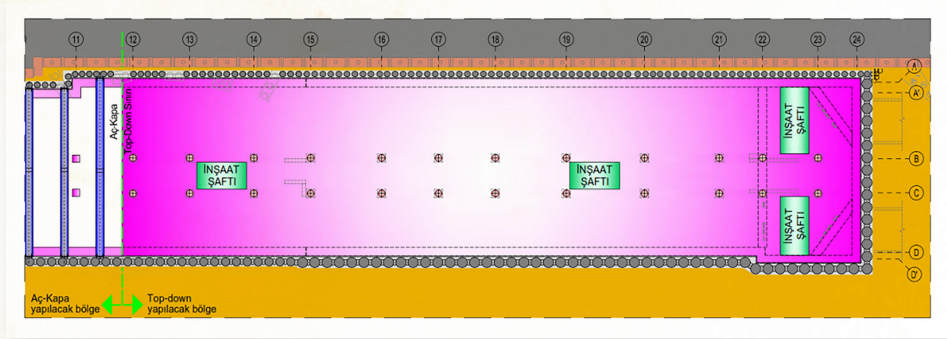 11 12 13 14 15 16 17 18 19 20 21 22 23 24
A
A'
Aç-Kapa
Top-Down Sınırı
İNŞAAT
ŞAFTI
B
İNŞAAT
ŞAFTI
İNŞAAT
ŞAFTI
C
İNŞAAT
ŞAFTI
D
D'
Aç-Kapa
yapılacak bölge
Top-down
yapılacak bölge